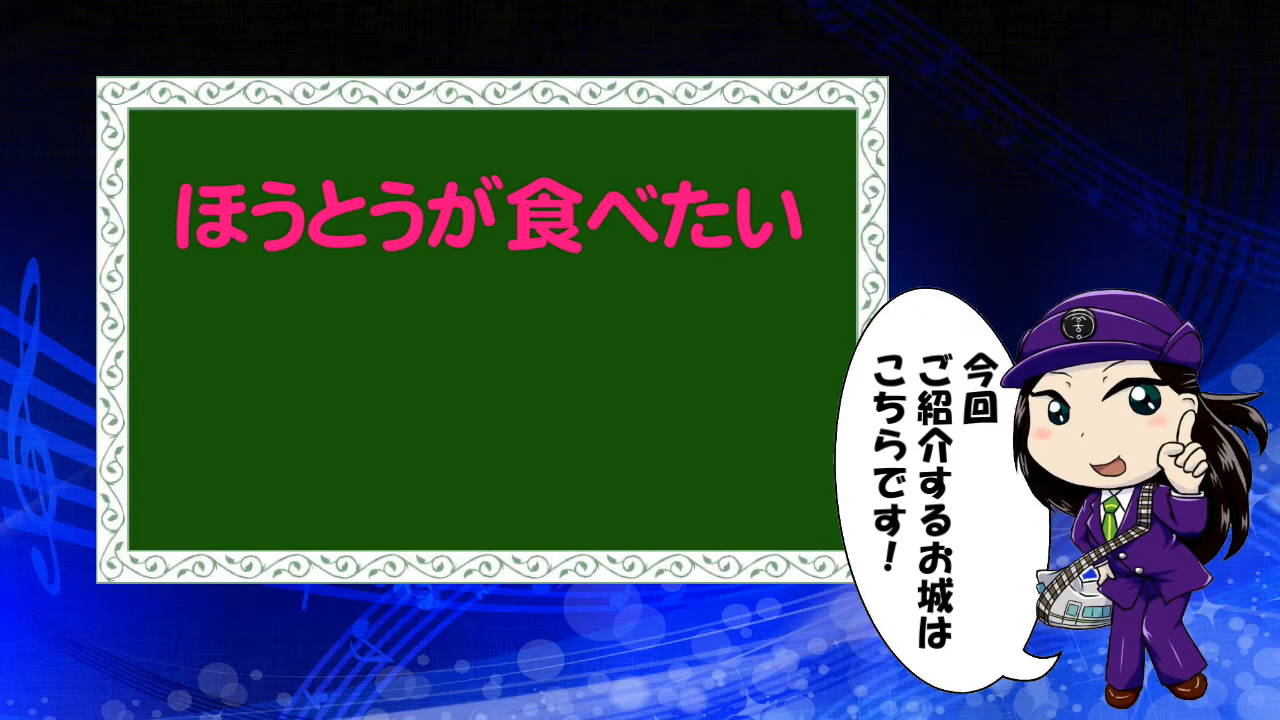 ほうとうが食べたい
今回
ご紹介するお城は
こちらです！